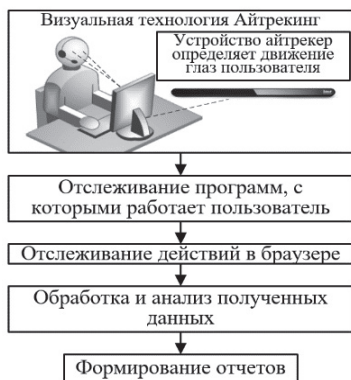 Визуальная технология Айтрекинг
Устройство айтрекер
определяет движение
глаз пользователя
Отслеживание программ, с
которыми работает пользователь
Отслеживание действий в браузере
Обработка и анализ полученных
данных
Формирование отчетов